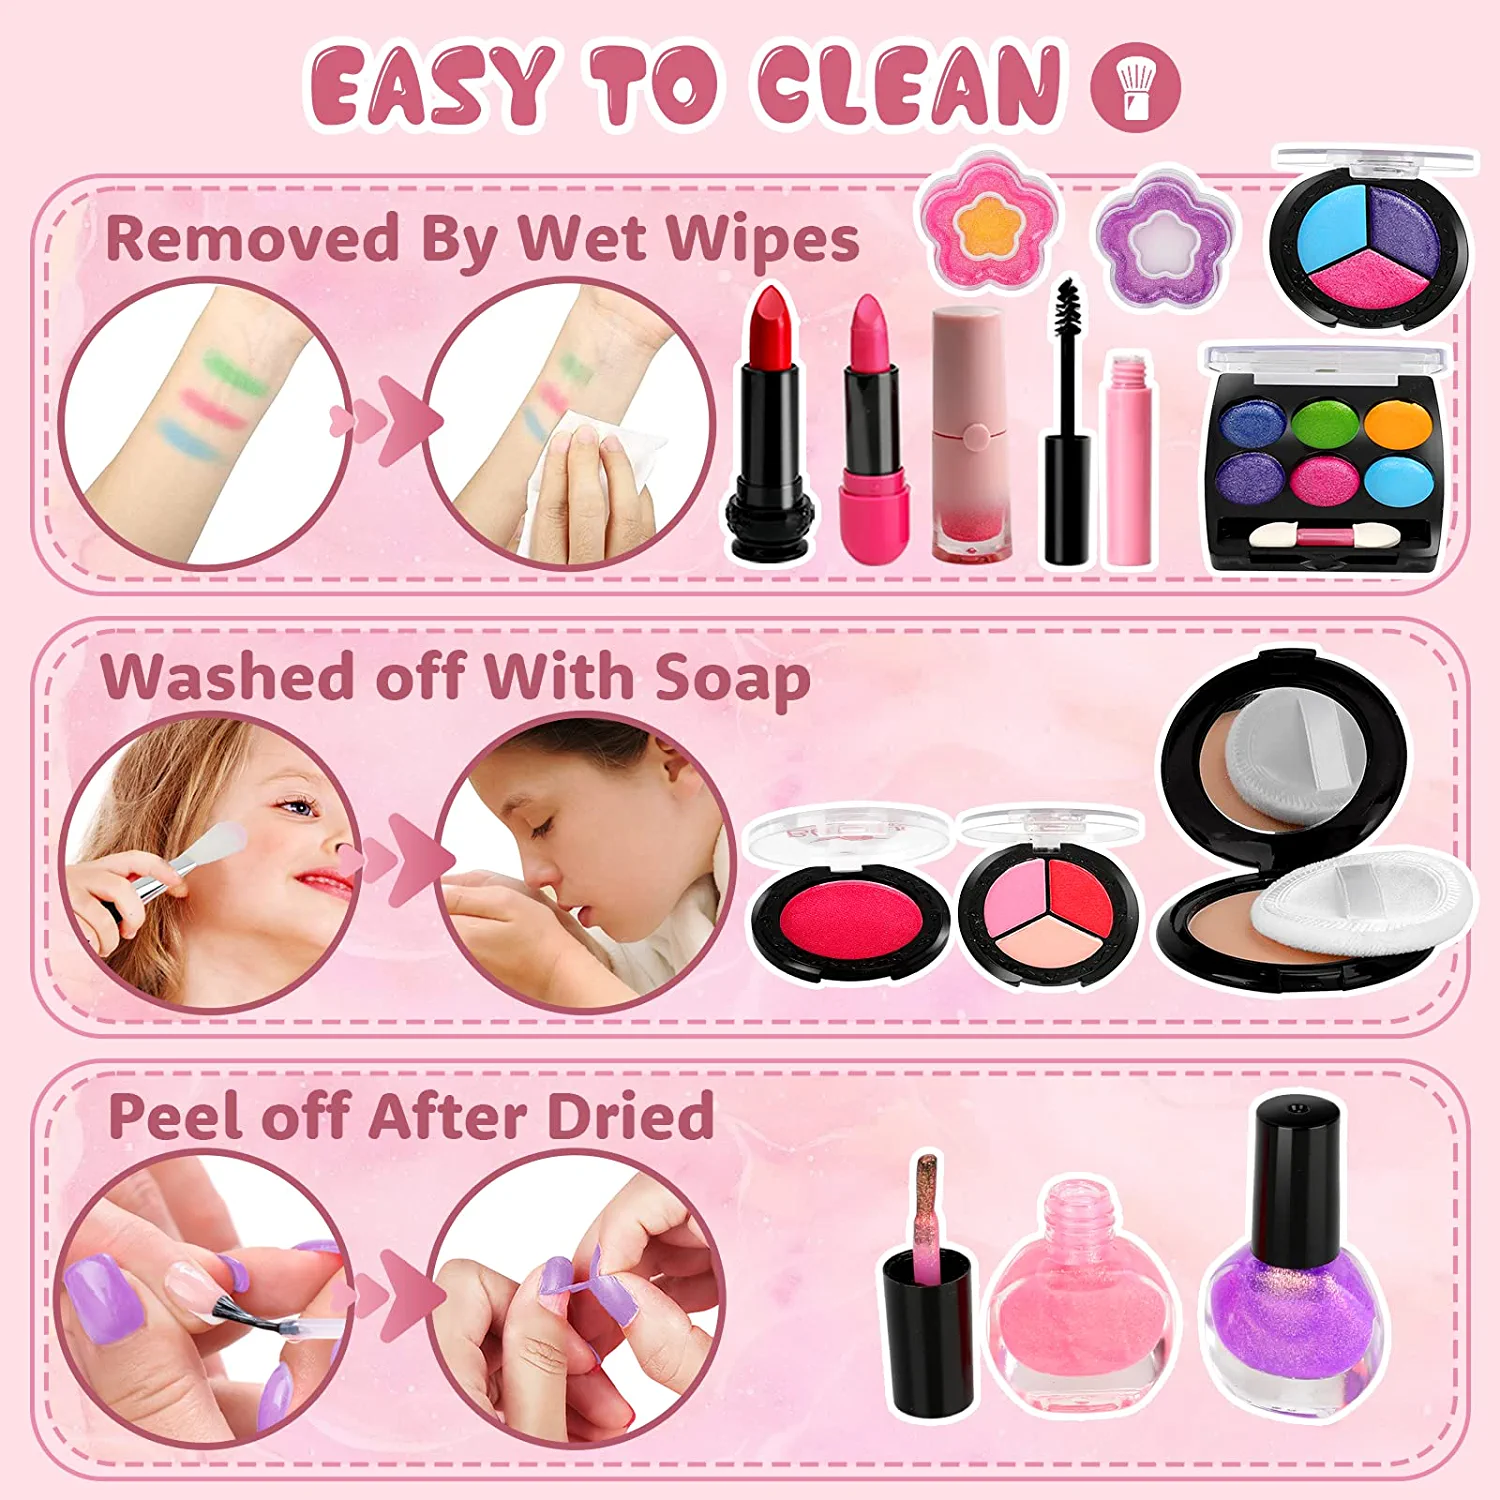 EASY TO CLEAN
Removed By Wet Wipes
Washed off With Soap
Peel off After Dried